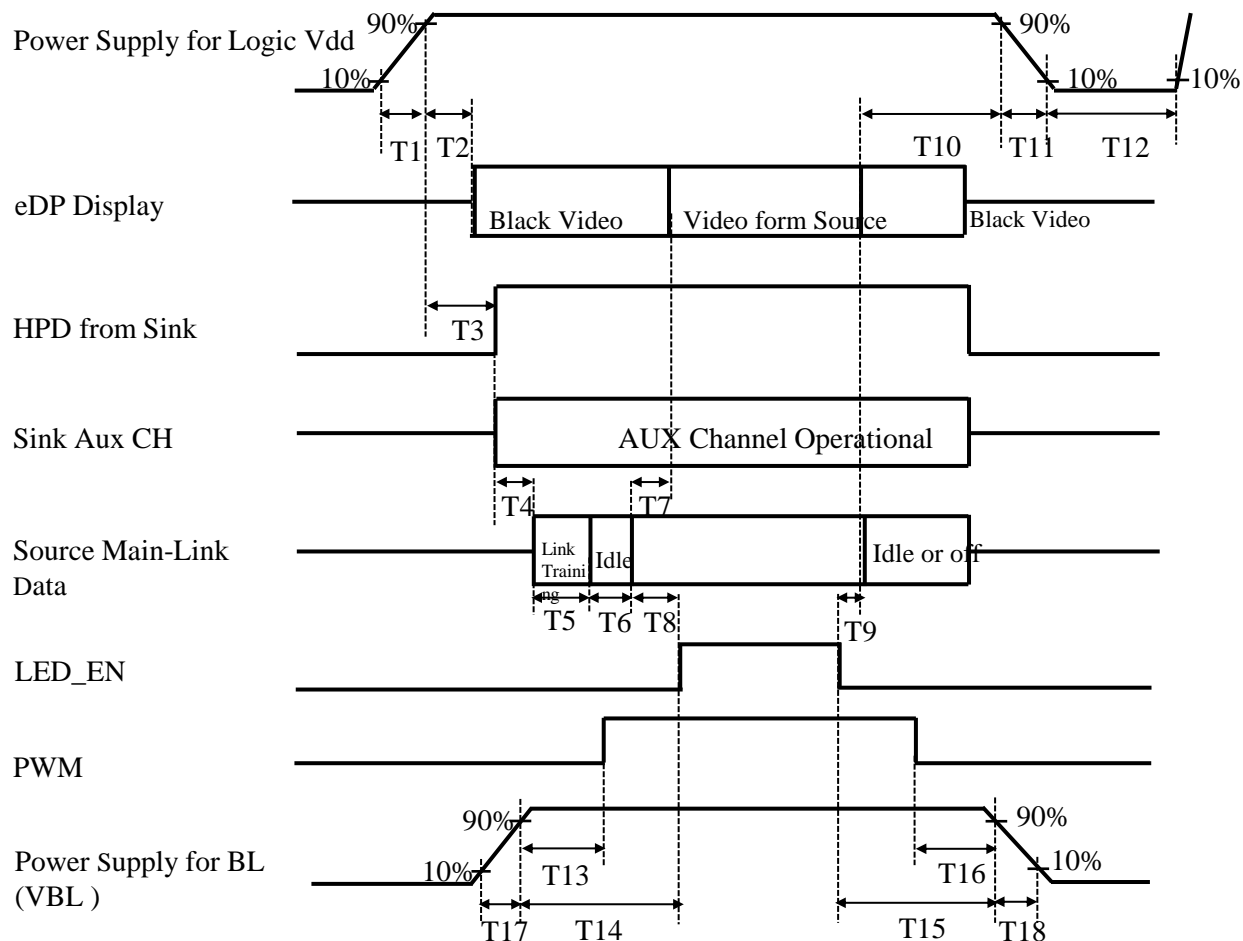 Power Supply for Logic Vdd
90%
90%
10%
10%
10%
T1
T2
T10
T11
T12
eDP Display
Black Video
Video form Source
Black Video
HPD from Sink
T3
Sink Aux CH
AUX Channel Operational
T4
T7
Source Main-Link
Data
Link
Traini
ng
Idle
Idle or off
T5
T6
T8
T9
LED_EN
PWM
90%
90%
Power Supply for BL
(VBL )
10%
10%
T13
T16
T17
T14
T15
T18